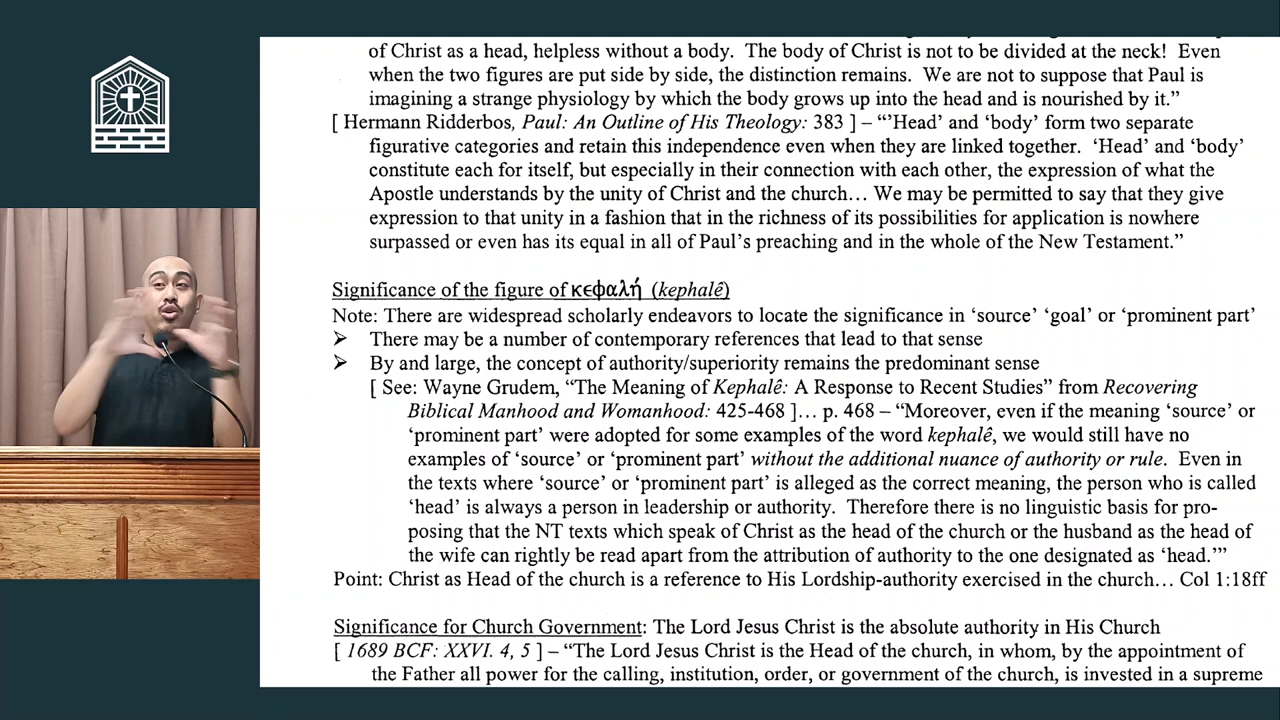 of Christ as a head, helpless without a body. The body of Christ is not to be divided at the neck! Even
when the two figures are put side by side, the distinction remains. We are not to suppose that Paul is
imagining a strange physiology by which the body grows up into the head and is nourished by it.”
[ Hermann Ridderbos, Paul: An Outline of His Theology: 383 ] – “’Head’ and ‘body’ form two separate
figurative categories and retain this independence even when they are linked together. ‘Head’ and ‘body’
constitute each for itself, but especially in their connection with each other, the expression of what the
Apostle understands by the unity of Christ and the church… We may be permitted to say that they give
expression to that unity in a fashion that in the richness of its possibilities for application is nowhere
surpassed or even has its equal in all of Paul’s preaching and in the whole of the New Testament.”
Significance of the figure of κεφαλή (kephalê)
Note: There are widespread scholarly endeavors to locate the significance in ‘source’ ‘goal’ or ‘prominent part’
➢ There may be a number of contemporary references that lead to that sense
➢ By and large, the concept of authority/superiority remains the predominant sense
[ See: Wayne Grudem, “The Meaning of Kephalê: A Response to Recent Studies” from Recovering
Biblical Manhood and Womanhood: 425-468 ]… p. 468 – “Moreover, even if the meaning ‘source’ or
‘prominent part’ were adopted for some examples of the word kephalê, we would still have no
examples of ‘source’ or ‘prominent part’ without the additional nuance of authority or rule. Even in
the texts where ‘source’ or ‘prominent part’ is alleged as the correct meaning, the person who is called
‘head’ is always a person in leadership or authority. Therefore there is no linguistic basis for pro-
posing that the NT texts which speak of Christ as the head of the church or the husband as the head of
the wife can rightly be read apart from the attribution of authority to the one designated as ‘head.’”
Point: Christ as Head of the church is a reference to His Lordship-authority exercised in the church… Col 1:18ff
Significance for Church Government: The Lord Jesus Christ is the absolute authority in His Church
[ 1689 BCF: XXVI. 4, 5 ] – “The Lord Jesus Christ is the Head of the church, in whom, by the appointment of
the Father all power for the calling, institution, order, or government of the church, is invested in a supreme